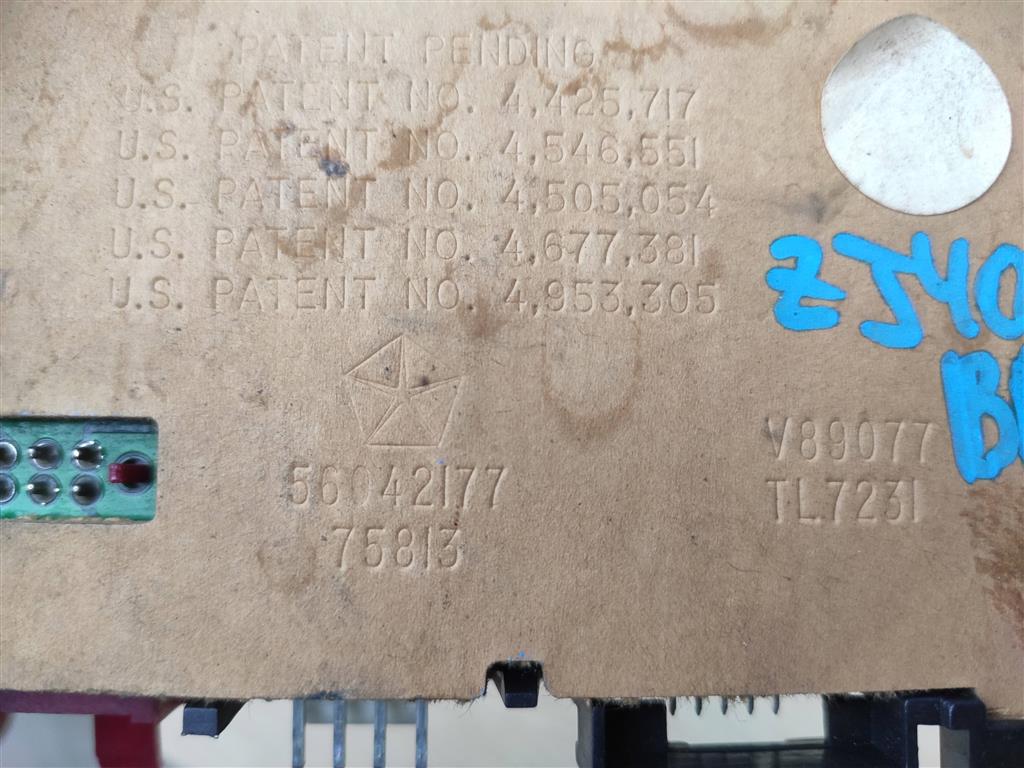 PATENT PENDING
U.S. PATENT NO. 4,425,717
U.S. PATENT NO. 4,546,551
U.S. PATENT NO. 4,505,054
U.S. PATENT NO. 4,677,381
U.S. PATENT NO. 4,953,305
ZJ40
56042177
75813
V89077
TL7231